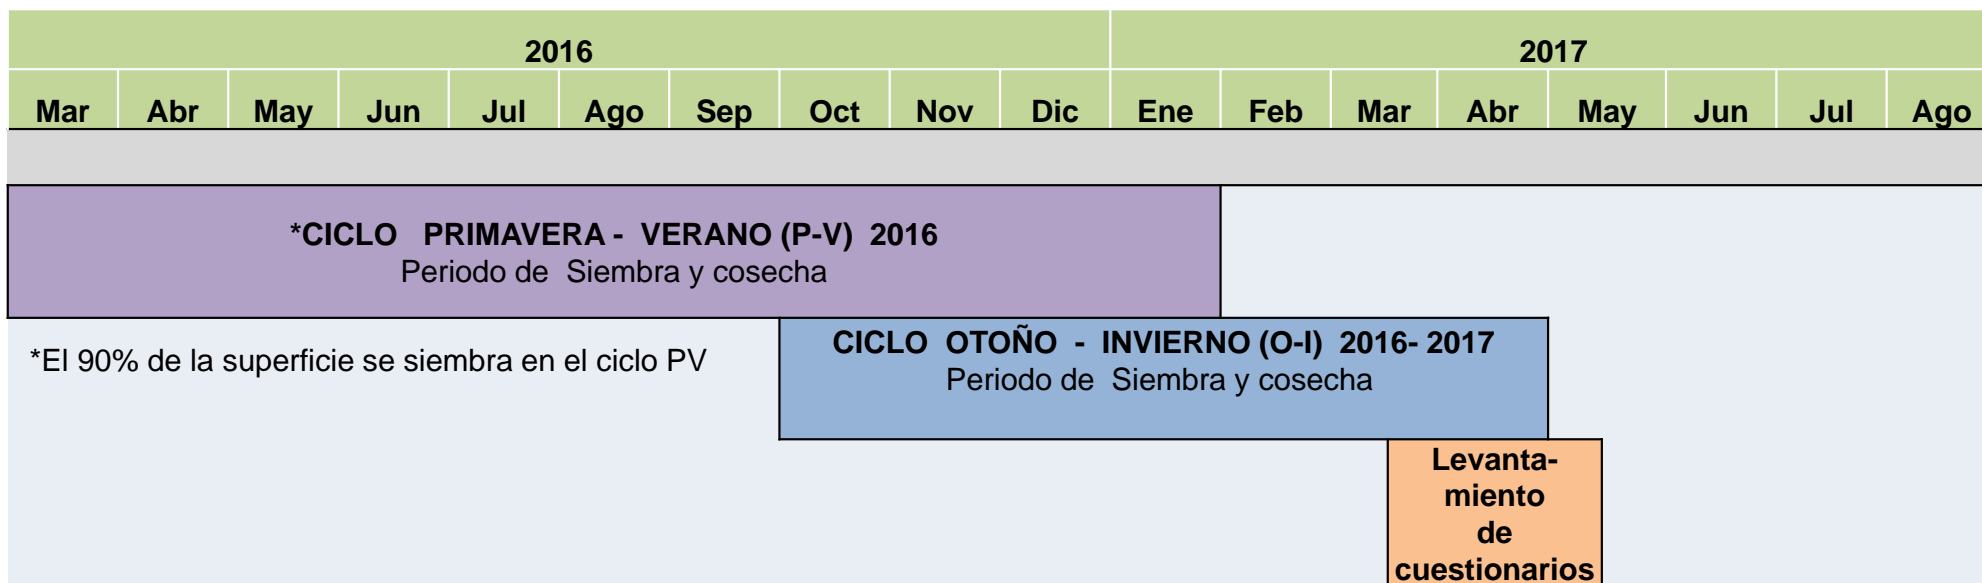 2016 2017
Mar Abr May Jun Jul Ago Sep Oct Nov Dic Ene Feb Mar Abr May Jun Jul Ago
*CICLO PRIMAVERA - VERANO (P-V) 2016
Periodo de Siembra y cosecha
*El 90% de la superficie se siembra en el ciclo PV
CICLO OTOÑO - INVIERNO (O-I) 2016- 2017
Periodo de Siembra y cosecha
Levanta-
miento
de
cuestionarios